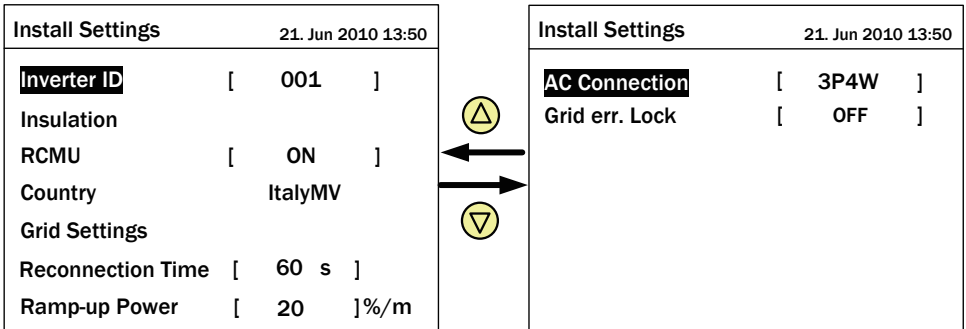 Install Settings 21. Jun 2010 13:50
Inverter ID [ 001 ]
Insulation
RCMU [ ON ]
Country ItalyMV
Grid Settings
Reconnection Time [ 60 s ]
Ramp-up Power [ 20 ]%/m
Install Settings 21. Jun 2010 13:50
AC Connection [ 3P4W ]
Grid err. Lock [ OFF ]